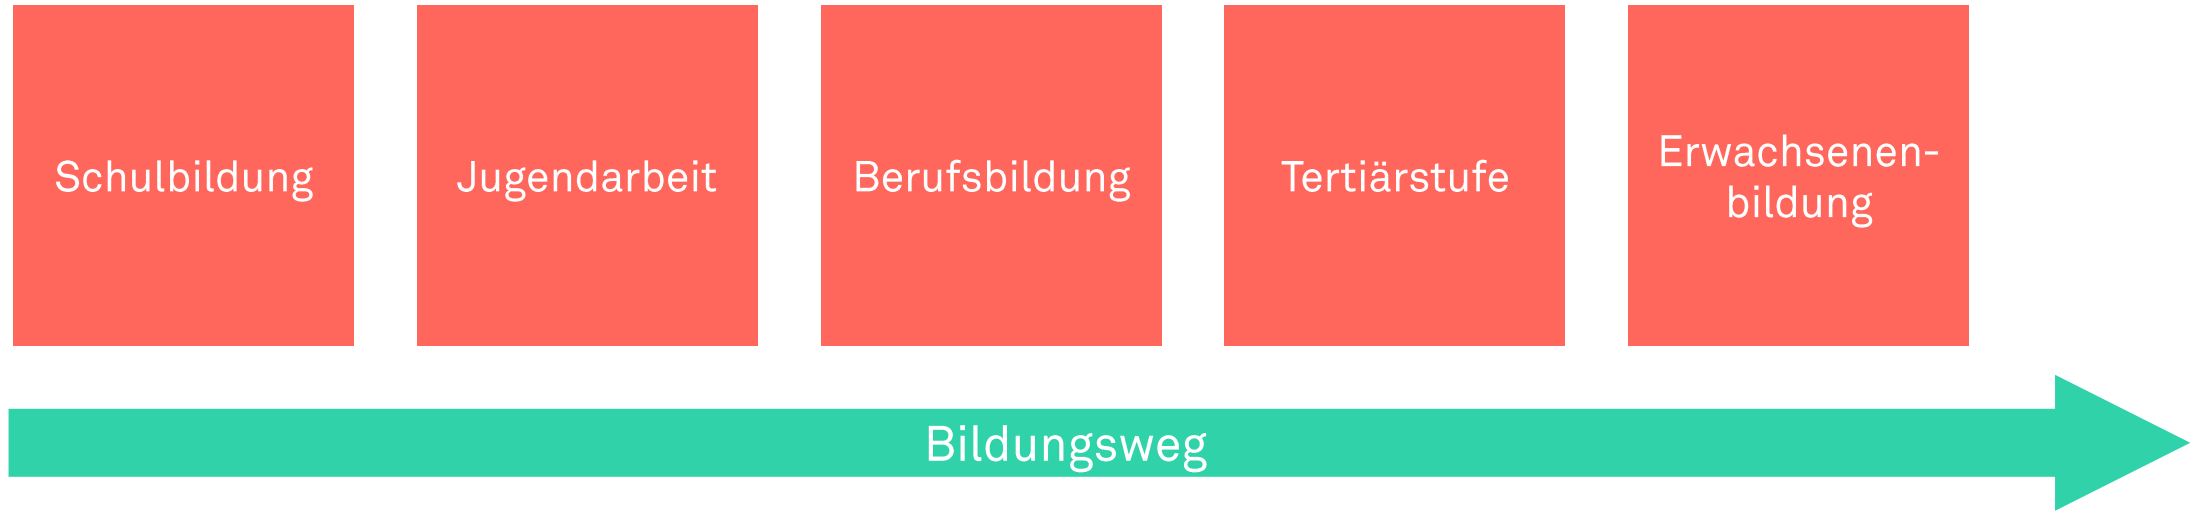 Schulbildung
Jugendarbeit
Berufsbildung
Tertiärstufe
Erwachsenen-
bildung
Bildungsweg